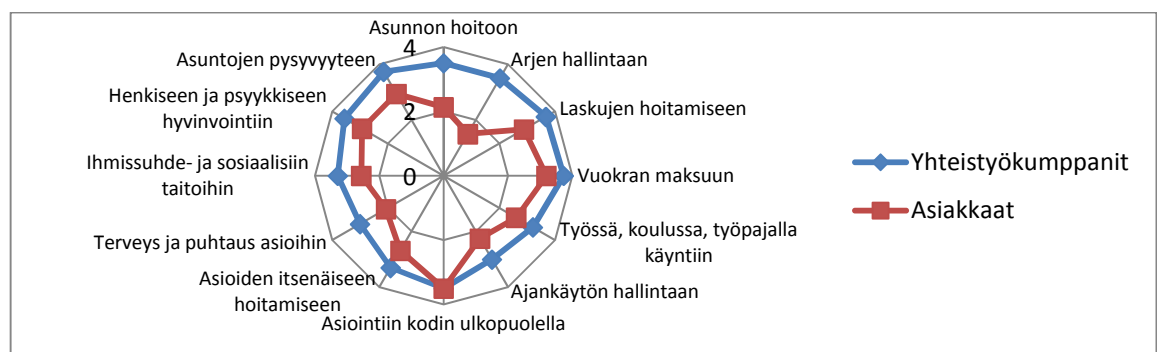 Asunnon hoitoon
4
Arjen hallintaan
Asuntojen pysyvyyteen
Henkiseen ja psyykkiseen
hyvinvointiin
2
Laskujen hoitamiseen
Ihmissuhde- ja sosiaalisiin
taitoihin
0
Vuokran maksuun
Terveys ja puhtaus asioihin
Työssä, koulussa, työpajalla
käyntiin
Asioiden itsenäiseen
hoitamiseen
Ajankäytön hallintaan
Asiointiin kodin ulkopuolella
Yhteistyökumppanit
Asiakkaat